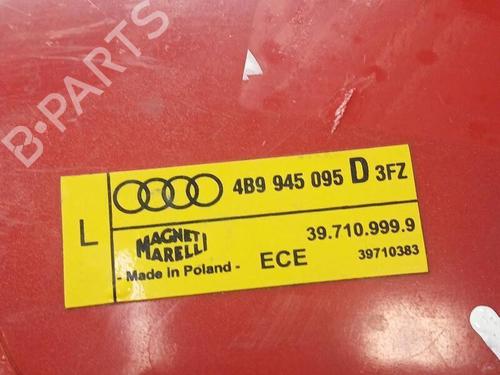 B-PARTS
L
4B9 945 095 D 3FZ
MAGNETI
MARELLI
- Made In Poland -
ECE
39.710.999.9
39710383